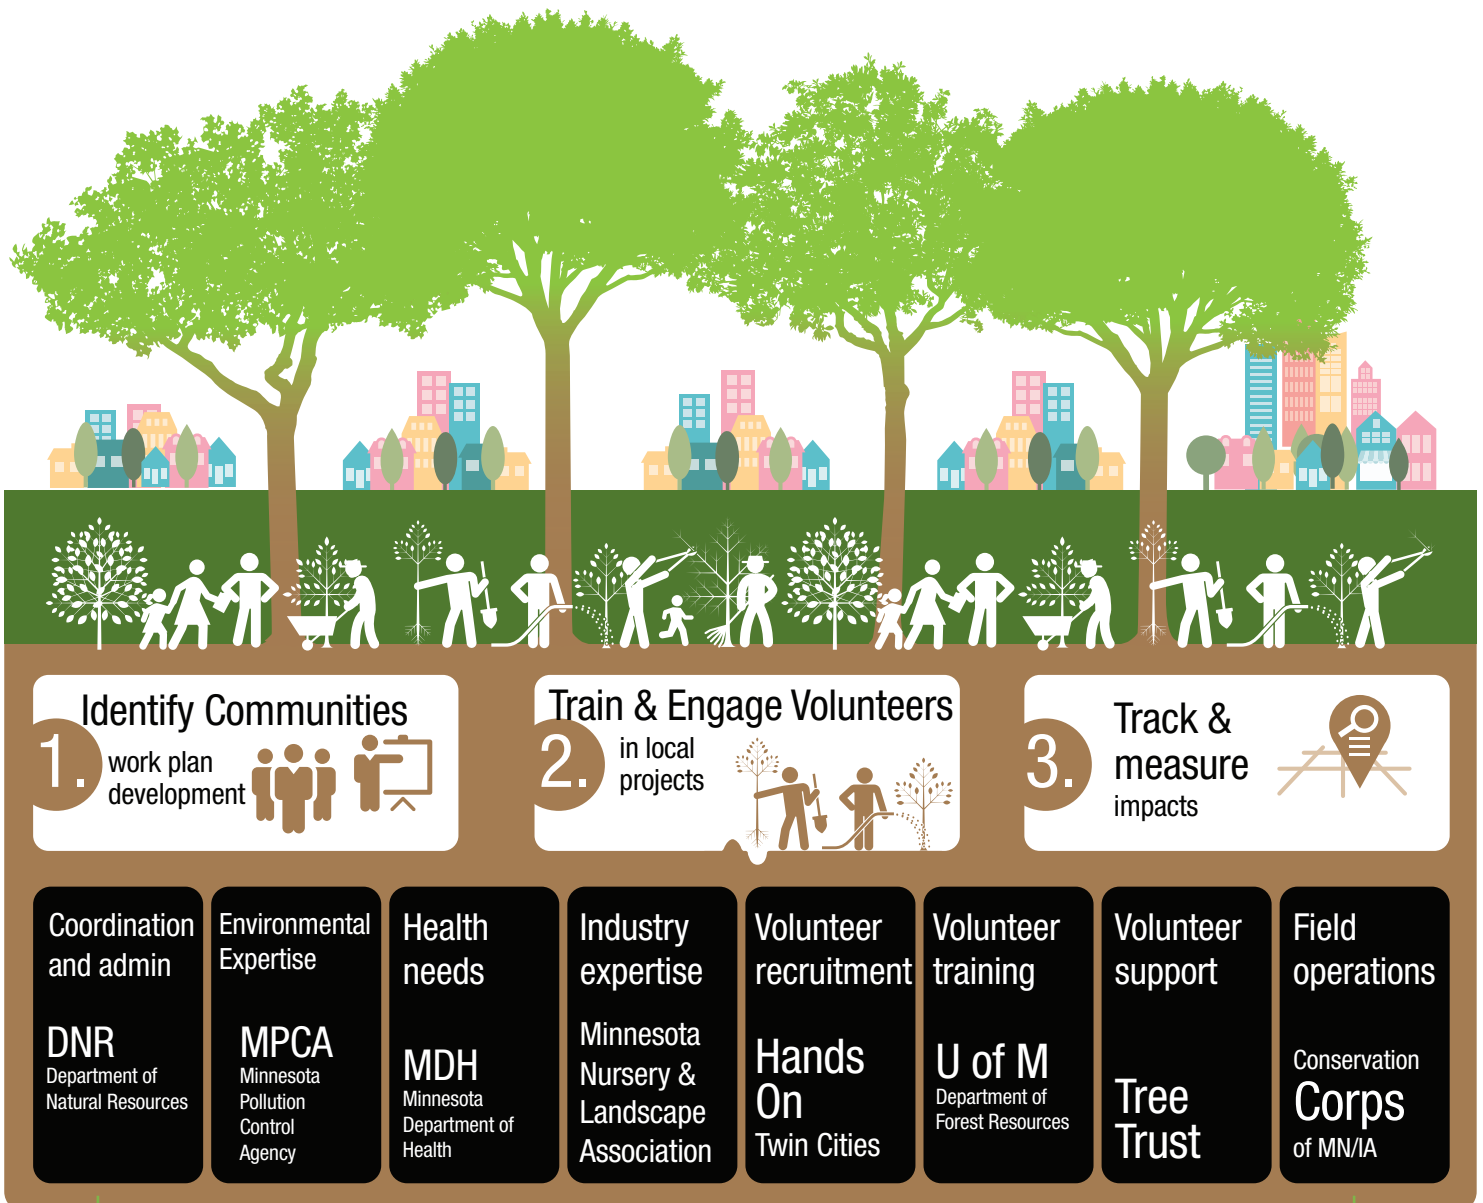 Identify Communities
1.
work plan
development
Train & Engage Volunteers
2.
in local
projects
3.
Track &
measure
impacts
Coordination
and admin
DNR
Department of
Natural Resources
Environmental
Expertise
MPCA
Minnesota
Pollution
Control
Agency
Health
needs
MDH
Minnesota
Department of
Health
Industry
expertise
Minnesota
Nursery &
Landscape
Association
Volunteer
recruitment
Hands
On
Twin Cities
Volunteer
training
U of M
Department of
Forest Resources
Volunteer
support
Tree
Trust
Field
operations
Conservation
Corps
of MN/IA